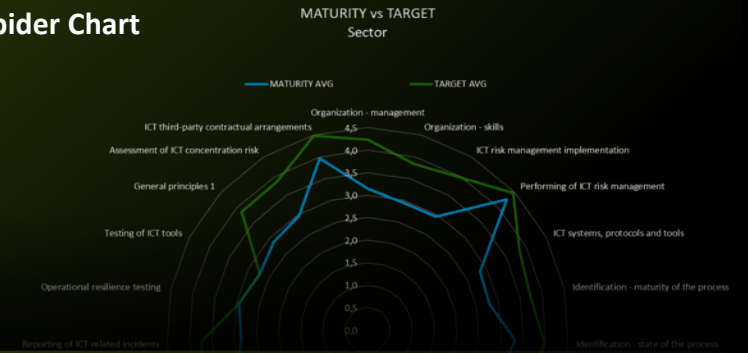 pider Chart
MATURITY vs TARGET
Sector
MATURITY AVG
TARGET AVG
Organization - management
ICT third-party contractual arrangements
4,5
Organization - skills
Assessment of ICT concentration risk
4,0
ICT risk management implementation
3,5
General principles 1
3,0
Performing of ICT risk management
2,5
Testing of ICT tools
2,0
ICT systems, protocols and tools
1,5
Operational resilience testing
1,0
Identification - maturity of the process
0,5
0,0
Reporting of ICT-related incidents
Identification - state of the process